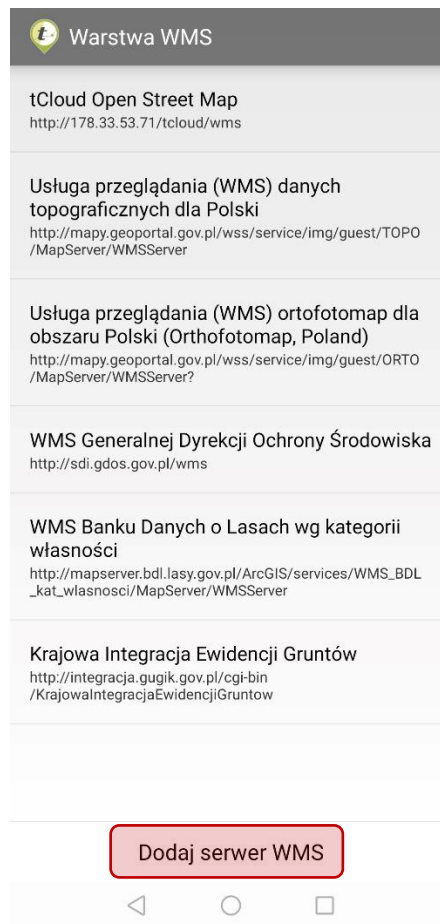 t
Warstwa WMS
tCloud Open Street Map
http://178.33.53.71/tcloud/wms
Usługa przeglądania (WMS) danych
topograficznych dla Polski
http://mapy.geoportal.gov.pl/wss/service/img/guest/TOPO
/MapServer/WMSServer
Usługa przeglądania (WMS) ortofotomap dla
obszaru Polski (Orthofotomap, Poland)
http://mapy.geoportal.gov.pl/wss/service/img/guest/ORTO
/MapServer/WMSServer?
WMS Generalnej Dyrekcji Ochrony Środowiska
http://sdi.gdos.gov.pl/wms
WMS Banku Danych o Lasach wg kategorii
własności
http://mapserver.bdl.lasy.gov.pl/ArcGIS/services/WMS_BDL
_kat_wlasnosci/MapServer/WMSServer
Krajowa Integracja Ewidencji Gruntów
http://integracja.gugik.gov.pl/cgi-bin
/KrajowaIntegracjaEwidencjiGruntow
Dodaj serwer WMS